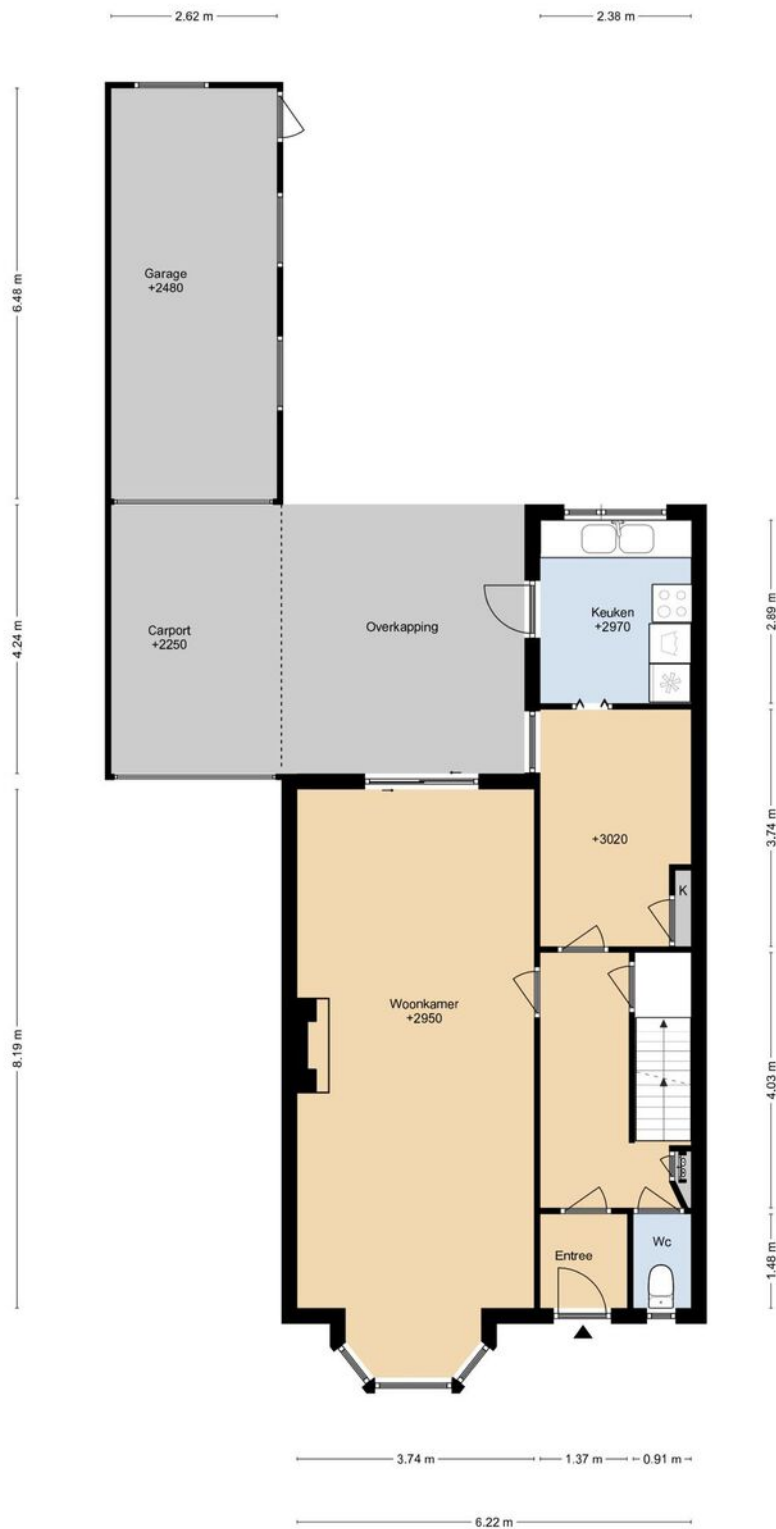 2.62 m
2.38 m
6.48 m
Garage
+2480
4.24 m
Carport
+2250
Overkapping
Keuken
+2970
2.89 m
+3020
3.74 m
K
Woonkamer
+2950
8.19 m
4.03 m
Entree
Wc
1.48 m
3.74 m
1.37 m
0.91 m
6.22 m